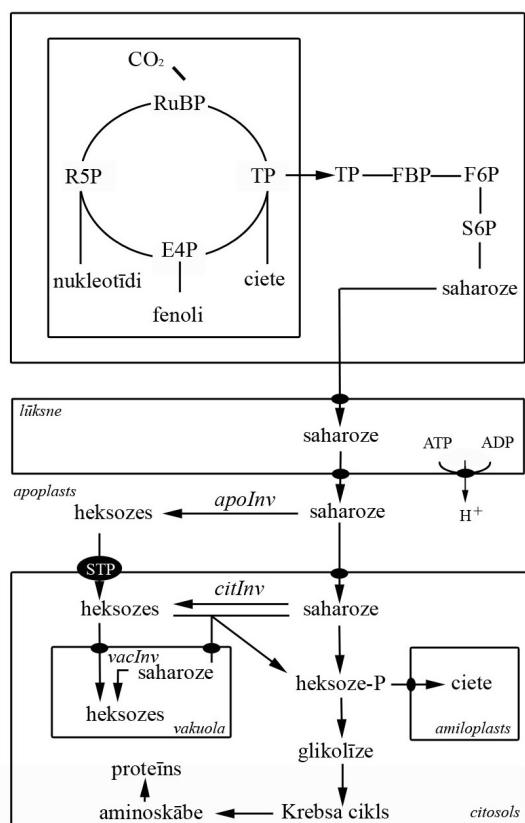 CO₂
RuBP
R5P TP TP FBP F6P
S6P
E4P
nukleotīdi ciete
saharoze
fenoli
lūksne
saharoze
ATP ADP
apoplasts
heksozes apoInv saharoze
H⁺
STP
citInv
heksozes saharoze
vacInv
saharoze
heksoze-P ciete
heksozes
vakuola amiloplasts
glikolīze
proteīns
aminoskābe Krebsa cikls citosols